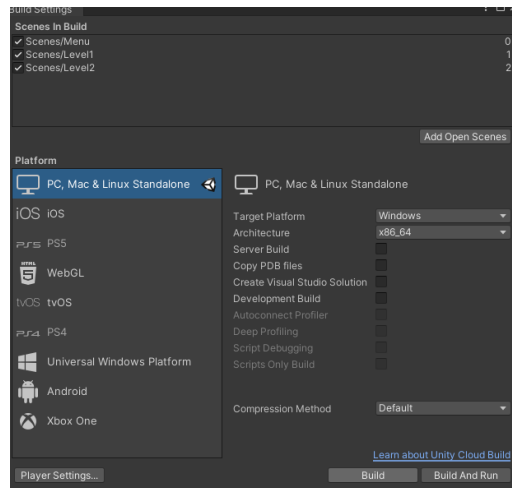 Build Settings
Scenes In Build
Scenes/Menu 0
Scenes/Level1 1
Scenes/Level2 2
Add Open Scenes
Platform
PC, Mac & Linux Standalone
iOS iOS
PS5 PS5
HTML 5 WebGL
tvOS tvOS
PS4 PS4
Universal Windows Platform
Android
Xbox One
PC, Mac & Linux Standalone
Target Platform Windows
Architecture x86_64
Server Build
Copy PDB files
Create Visual Studio Solution
Development Build
Autoconnect Profiler
Deep Profiling
Script Debugging
Scripts Only Build
Compression Method Default
Learn about Unity Cloud Build
Player Settings...
Build
Build And Run